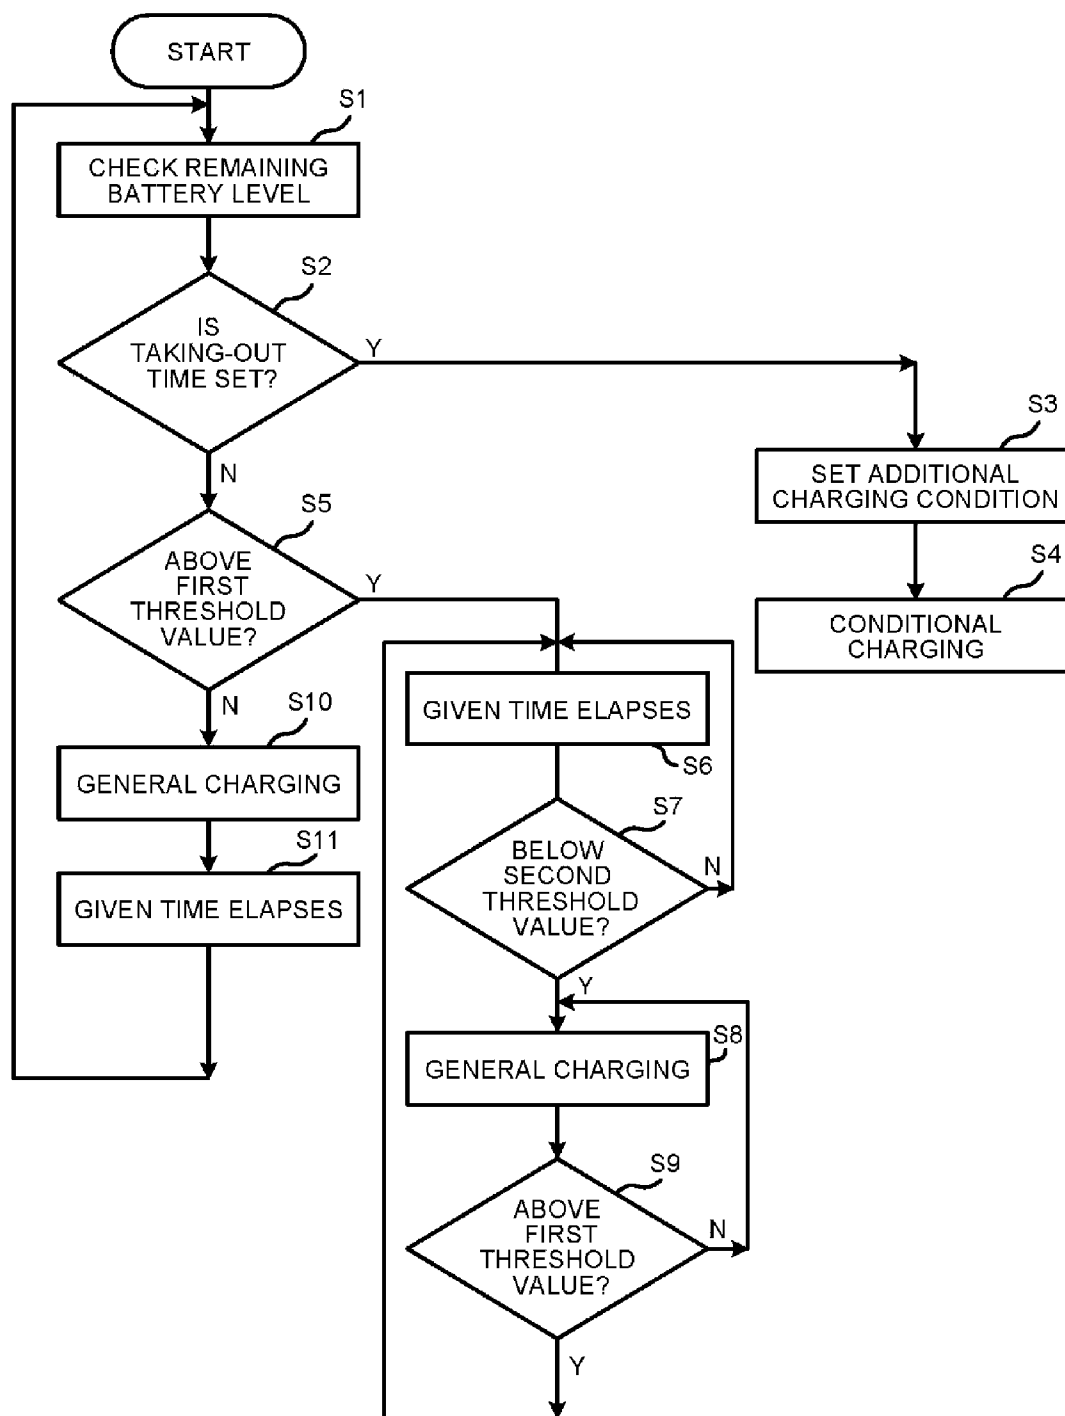 START
S1
CHECK REMAINING
BATTERY LEVEL
S2
IS
TAKING-OUT
TIME SET?
Y
N
S3
SET ADDITIONAL
CHARGING CONDITION
S4
CONDITIONAL
CHARGING
S5
ABOVE
FIRST
THRESHOLD
VALUE?
Y
N
S10
GENERAL CHARGING
S11
GIVEN TIME ELAPSES
GIVEN TIME ELAPSES
S6
S7
BELOW
SECOND
THRESHOLD
VALUE?
N
Y
S8
GENERAL CHARGING
S9
ABOVE
FIRST
THRESHOLD
VALUE?
N
Y